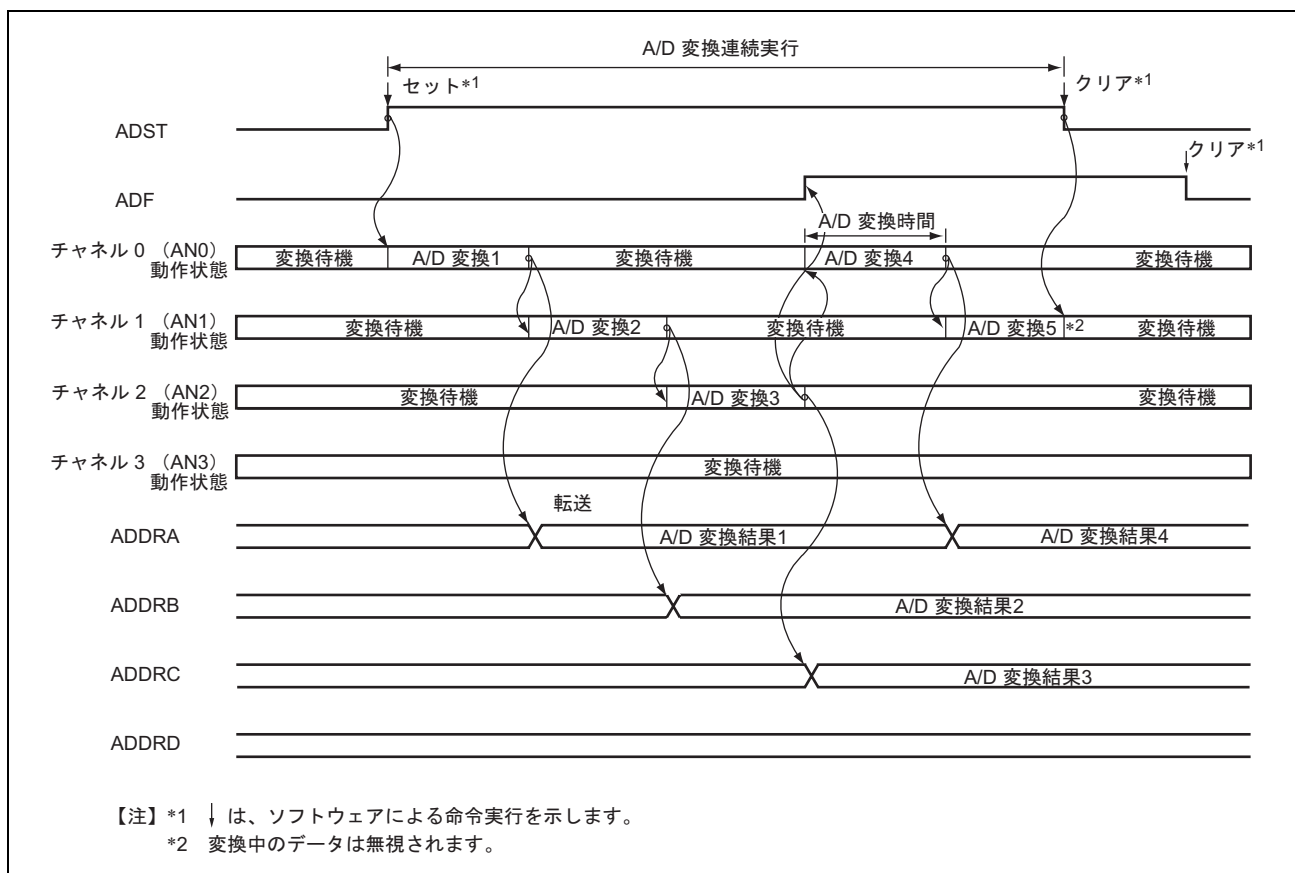 A/D 変換連続実行
セット*1
クリア*1
ADST
クリア*1
ADF
A/D 変換時間
チャネル 0 （AN0）
動作状態
変換待機
A/D 変換1
変換待機
A/D 変換4
変換待機
チャネル 1 （AN1）
動作状態
変換待機
A/D 変換2
変換待機
A/D 変換5
*2
変換待機
チャネル 2 （AN2）
動作状態
変換待機
A/D 変換3
変換待機
チャネル 3 （AN3）
動作状態
変換待機
転送
ADDRA
A/D 変換結果1
A/D 変換結果4
ADDRB
A/D 変換結果2
ADDRC
A/D 変換結果3
ADDRD
【注】*1 ↓ は、ソフトウェアによる命令実行を示します。
*2 変換中のデータは無視されます。